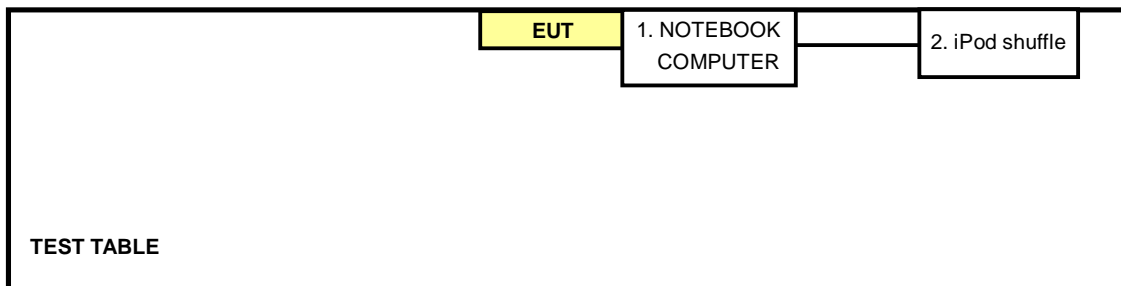 EUT
1. NOTEBOOK
COMPUTER
2. iPod shuffle
TEST TABLE